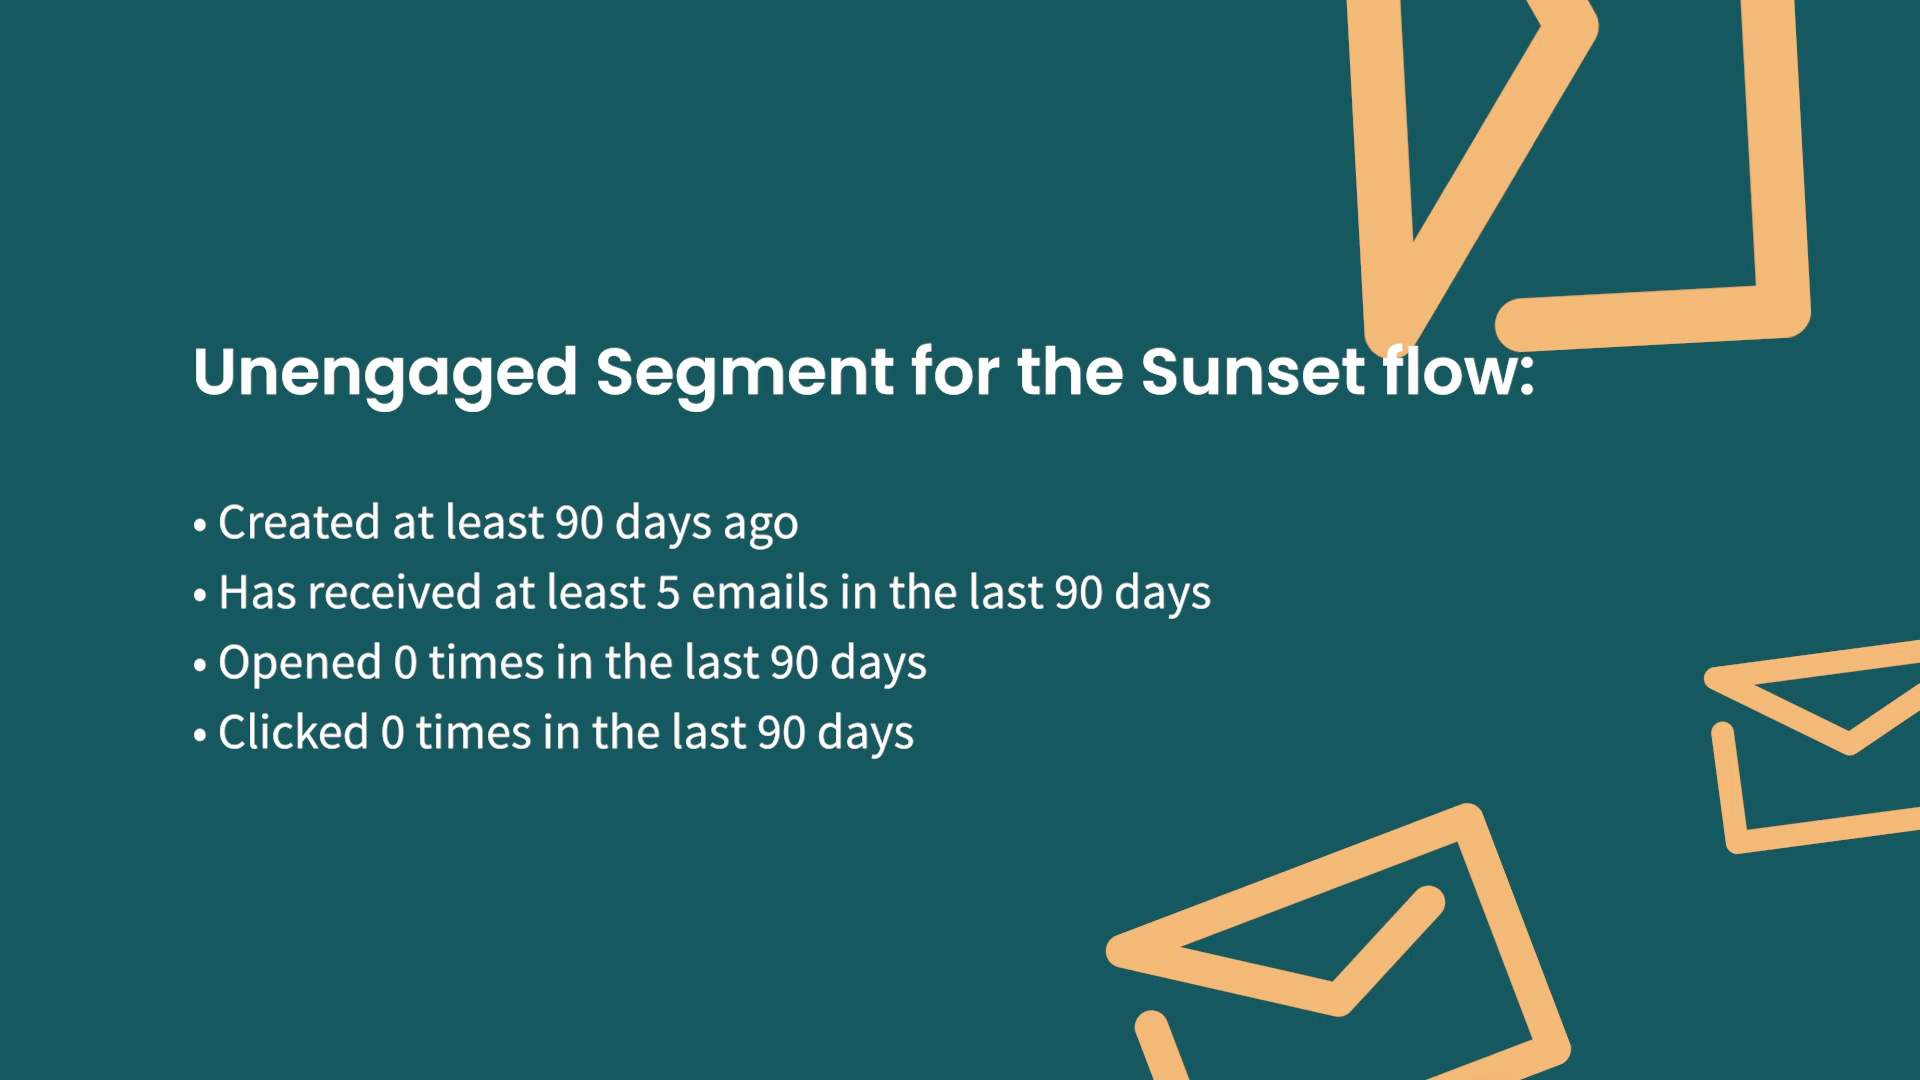 Unengaged Segment for the Sunset flow:
• Created at least 90 days ago
• Has received at least 5 emails in the last 90 days
• Opened 0 times in the last 90 days
• Clicked 0 times in the last 90 days